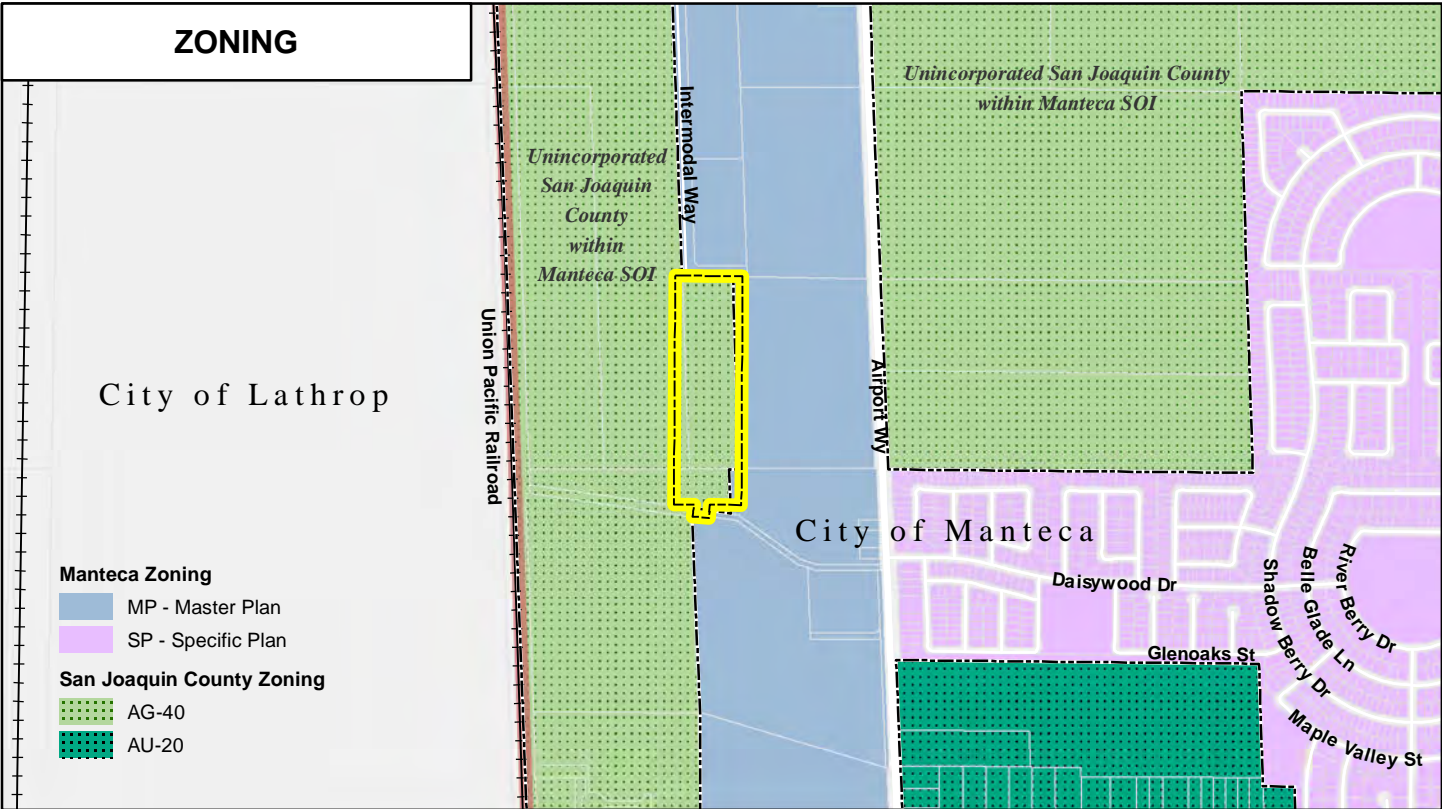 ZONING
Unincorporated San Joaquin County
within Manteca SOI
Intermodal Way
Unincorporated
San Joaquin
County
within
Manteca SOI
Union Pacific Railroad
City of Lathrop
Airport Wy
City of Manteca
Daisywood Dr
Shadow Berry Dr
Belle Glade Ln
River Berry Dr
Glenoaks St
Maple Valley St
Manteca Zoning
MP - Master Plan
SP - Specific Plan
San Joaquin County Zoning
AG-40
AU-20